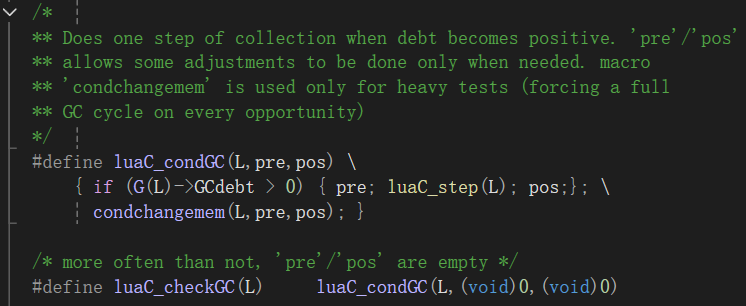 /*
** Does one step of collection when debt becomes positive. 'pre'/'pos'
** allows some adjustments to be done only when needed. macro
** 'condchangemem' is used only for heavy tests (forcing a full
** GC cycle on every opportunity)
*/
#define luaC_condGC(L,pre,pos) \
    { if (G(L)->GCdebt > 0) { pre; luaC_step(L); pos;}; \
      condchangemem(L,pre,pos); }

/* more often than not, 'pre'/'pos' are empty */
#define luaC_checkGC(L)     luaC_condGC(L,(void)0,(void)0)